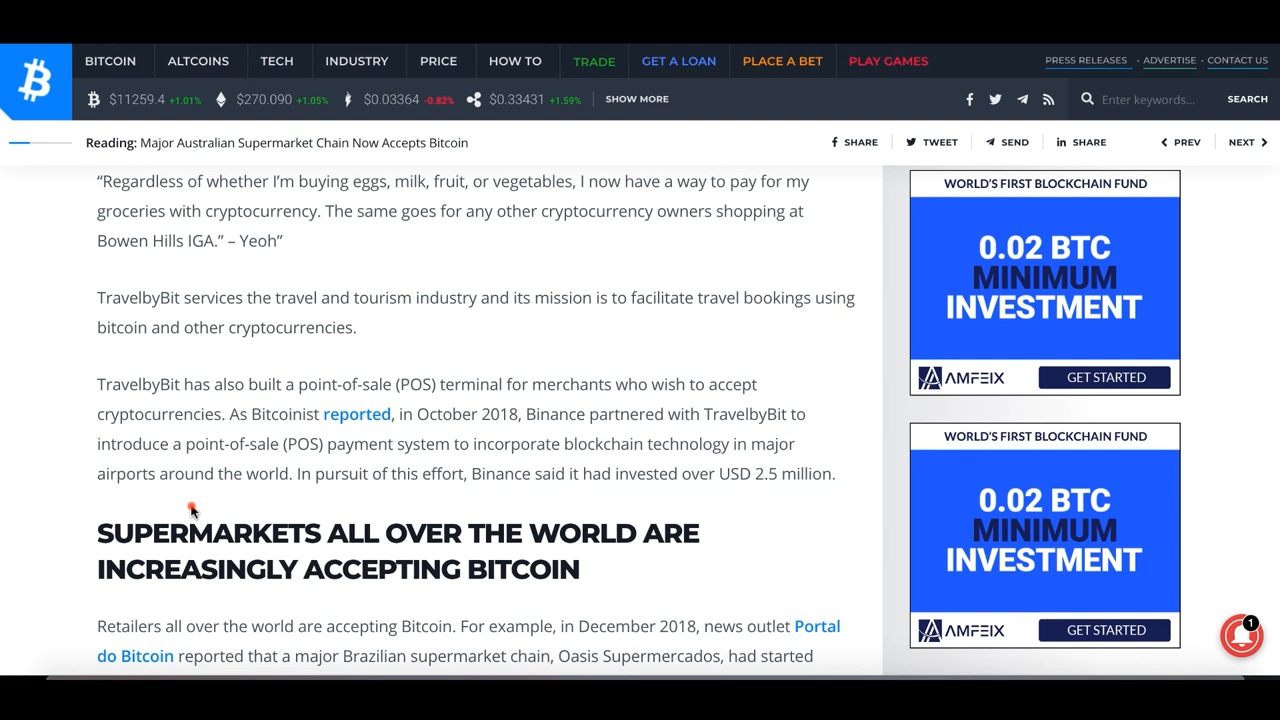 BITCOIN ALTCOINS TECH INDUSTRY PRICE HOW TO TRADE GET A LOAN PLACE A BET PLAY GAMES PRESS RELEASES · ADVERTISE · CONTACT US
$11259.4 +1.01% $270.090 +1.05% $0.03364 -0.82% $0.33431 +1.59% SHOW MORE Enter keywords... SEARCH
Reading: Major Australian Supermarket Chain Now Accepts Bitcoin SHARE TWEET SEND SHARE PREV NEXT
“Regardless of whether I’m buying eggs, milk, fruit, or vegetables, I now have a way to pay for my
groceries with cryptocurrency. The same goes for any other cryptocurrency owners shopping at
Bowen Hills IGA.” – Yeoh”
TravelbyBit services the travel and tourism industry and its mission is to facilitate travel bookings using
bitcoin and other cryptocurrencies.
TravelbyBit has also built a point-of-sale (POS) terminal for merchants who wish to accept
cryptocurrencies. As Bitcoinist reported, in October 2018, Binance partnered with TravelbyBit to
introduce a point-of-sale (POS) payment system to incorporate blockchain technology in major
airports around the world. In pursuit of this effort, Binance said it had invested over USD 2.5 million.
SUPERMARKETS ALL OVER THE WORLD ARE
INCREASINGLY ACCEPTING BITCOIN
Retailers all over the world are accepting Bitcoin. For example, in December 2018, news outlet Portal
do Bitcoin reported that a major Brazilian supermarket chain, Oasis Supermercados, had started
WORLD’S FIRST BLOCKCHAIN FUND
0.02 BTC
MINIMUM
INVESTMENT
AMFEIX GET STARTED
WORLD’S FIRST BLOCKCHAIN FUND
0.02 BTC
MINIMUM
INVESTMENT
AMFEIX GET STARTED
1